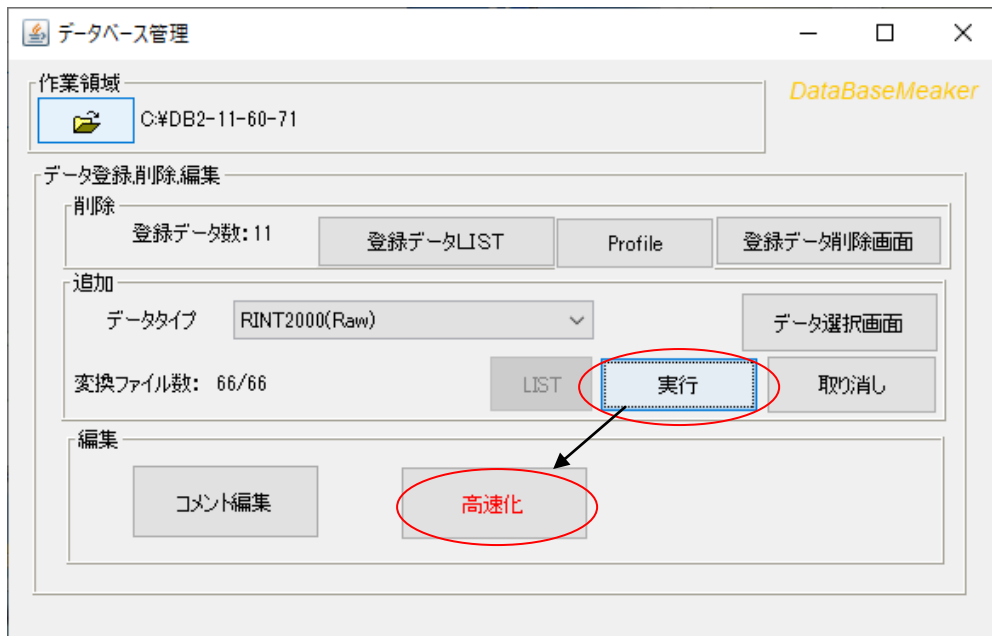 データベース管理
作業領域
DataBaseMeaker
C:¥DB2-11-60-71
データ登録,削除,編集
削除
登録データ数：11
登録データLIST
Profile
登録データ削除画面
追加
データタイプ
RINT2000(Raw)
データ選択画面
変換ファイル数： 66/66
LIST
実行
取り消し
編集
コメント編集
高速化